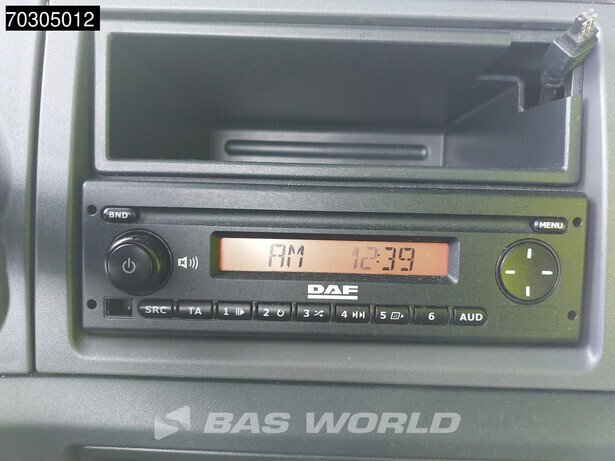 70305012
BND
MENU
AM 12:39
DAF
SRC TA 1 2 3 4 5 6 AUD
BAS WORLD